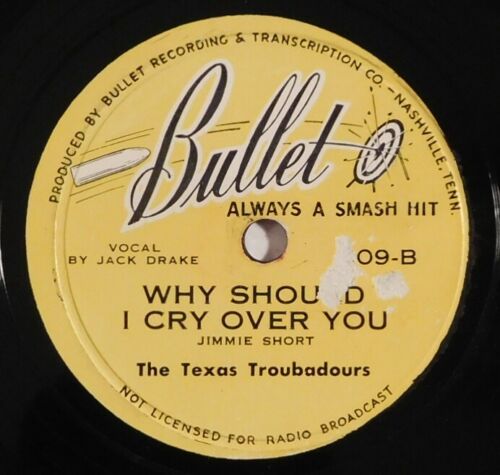 PRODUCED BY BULLET RECORDING & TRANSCRIPTION CO. - NASHVILLE, TENN.
Bullet
ALWAYS A SMASH HIT
VOCAL
BY JACK DRAKE
09-B
WHY
I CRY OVER YOU
JIMMIE SHORT
The Texas Troubadours
NOT LICENSED FOR RADIO BROADCAST